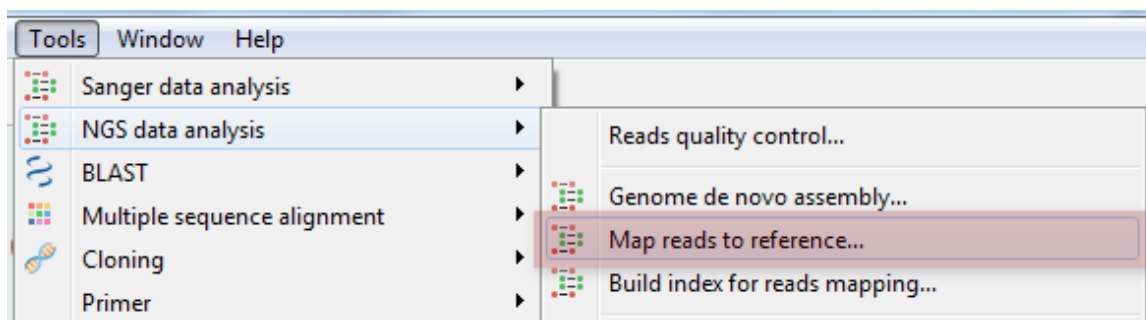 Tools Window Help
Sanger data analysis
NGS data analysis
BLAST
Multiple sequence alignment
Cloning
Primer
Reads quality control...
Genome de novo assembly...
Map reads to reference...
Build index for reads mapping...